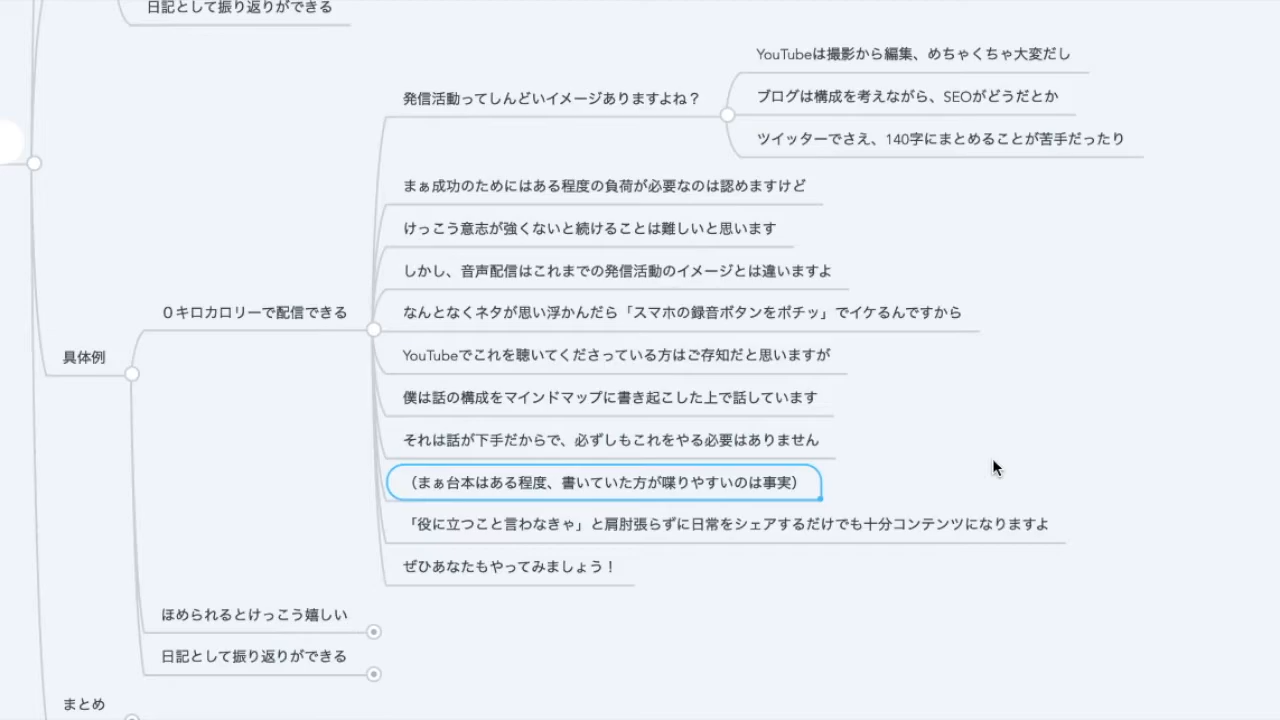 日記として振り返りができる
YouTubeは撮影から編集、めちゃくちゃ大変だし
発信活動ってしんどいイメージありますよね？
ブログは構成を考えながら、SEOがどうだとか
ツイッターでさえ、140字にまとめることが苦手だったり
まぁ成功のためにはある程度の負荷が必要なのは認めますけど
けっこう意志が強くないと続けることは難しいと思います
しかし、音声配信はこれまでの発信活動のイメージとは違いますよ
０キロカロリーで配信できる
なんとなくネタが思い浮かんだら「スマホの録音ボタンをポチッ」でイケるんですから
具体例
YouTubeでこれを聴いてくださっている方はご存知だと思いますが
僕は話の構成をマインドマップに書き起こした上で話しています
それは話が下手だからで、必ずしもこれをやる必要はありません
（まぁ台本はある程度、書いていた方が喋りやすいのは事実）
「役に立つこと言わなきゃ」と肩肘張らずに日常をシェアするだけでも十分コンテンツになりますよ
ぜひあなたもやってみましょう！
ほめられるとけっこう嬉しい
日記として振り返りができる
まとめ